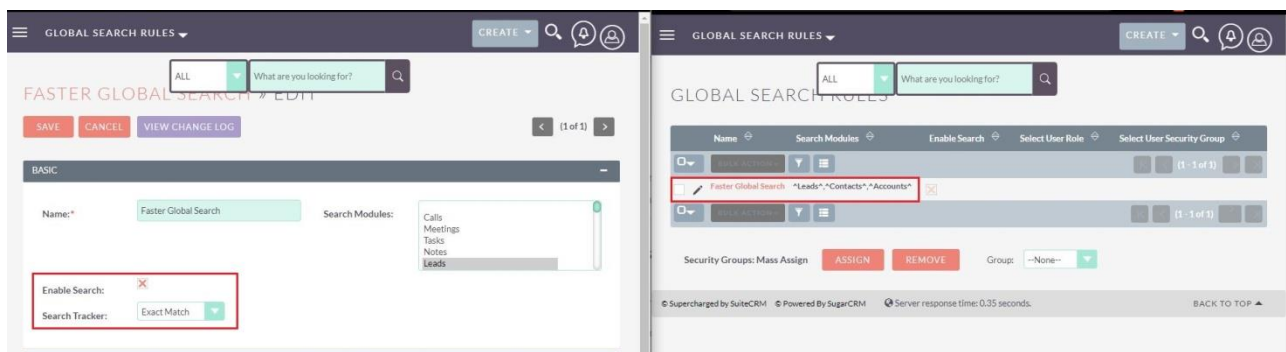 GLOBAL SEARCH RULES
CREATE
ALL
What are you looking for?
FASTER GLOBAL SEARCH » EDIT
SAVE CANCEL VIEW CHANGE LOG
(1 of 1)
BASIC
Name:*
Faster Global Search
Search Modules:
Calls
Meetings
Tasks
Notes
Leads
Enable Search:
Search Tracker:
Exact Match
GLOBAL SEARCH RULES
CREATE
ALL
What are you looking for?
GLOBAL SEARCH RULES
Name Search Modules Enable Search Select User Role Select User Security Group
BULK ACTION (1 - 1 of 1)
Faster Global Search ^Leads^,^Contacts^,^Accounts^
BULK ACTION (1 - 1 of 1)
Security Groups: Mass Assign ASSIGN REMOVE Group: --None--
© Supercharged by SuiteCRM © Powered By SugarCRM Server response time: 0.35 seconds. BACK TO TOP